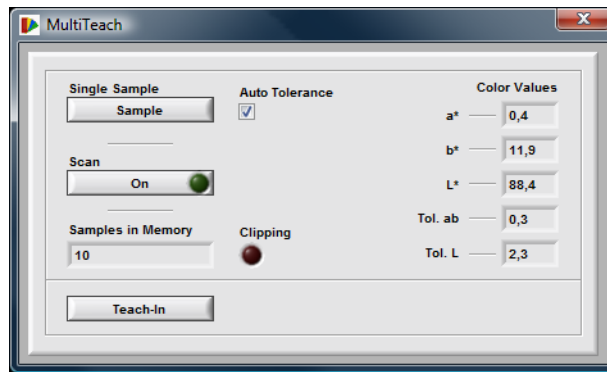 MultiTeach
Single Sample
Sample
Auto Tolerance
Scan
On
Samples in Memory
10
Clipping
Teach-In
Color Values
a* 0,4
b* 11,9
L* 88,4
Tol. ab 0,3
Tol. L 2,3